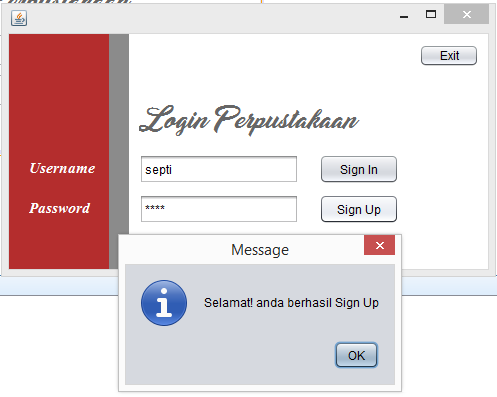 Exit
Login Perpustakaan
Username septi Sign In
Password **** Sign Up
Message
Selamat! anda berhasil Sign Up
OK